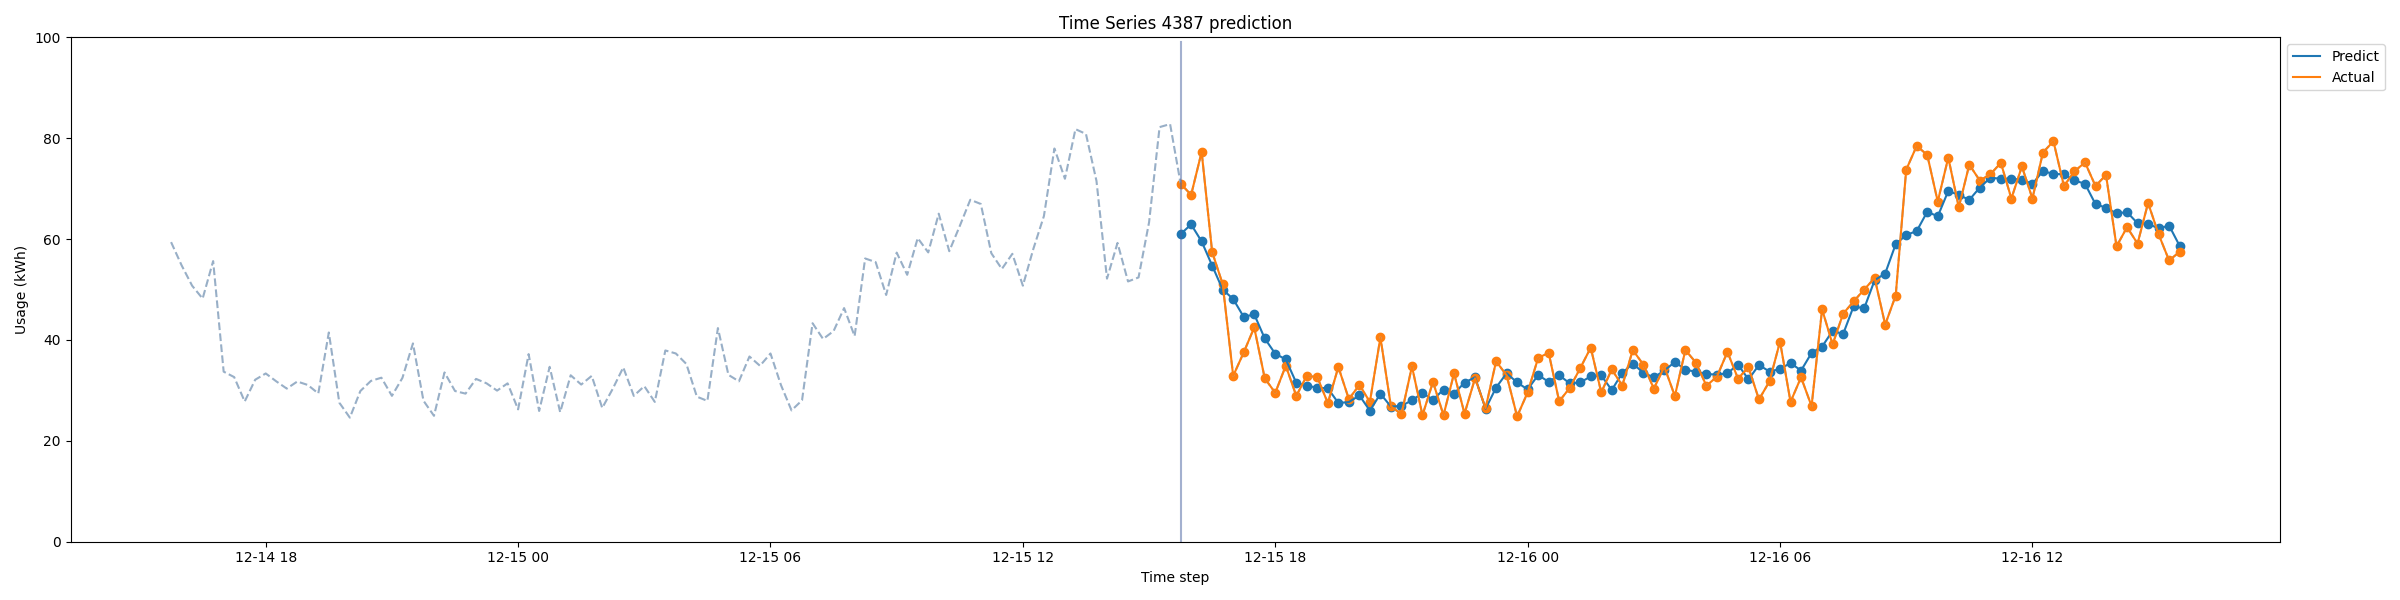 Time Series 4387 prediction
Predict
Actual
Usage (kWh)
100
80
60
40
20
0
12-14 18
12-15 00
12-15 06
12-15 12
12-15 18
12-16 00
12-16 06
12-16 12
Time step